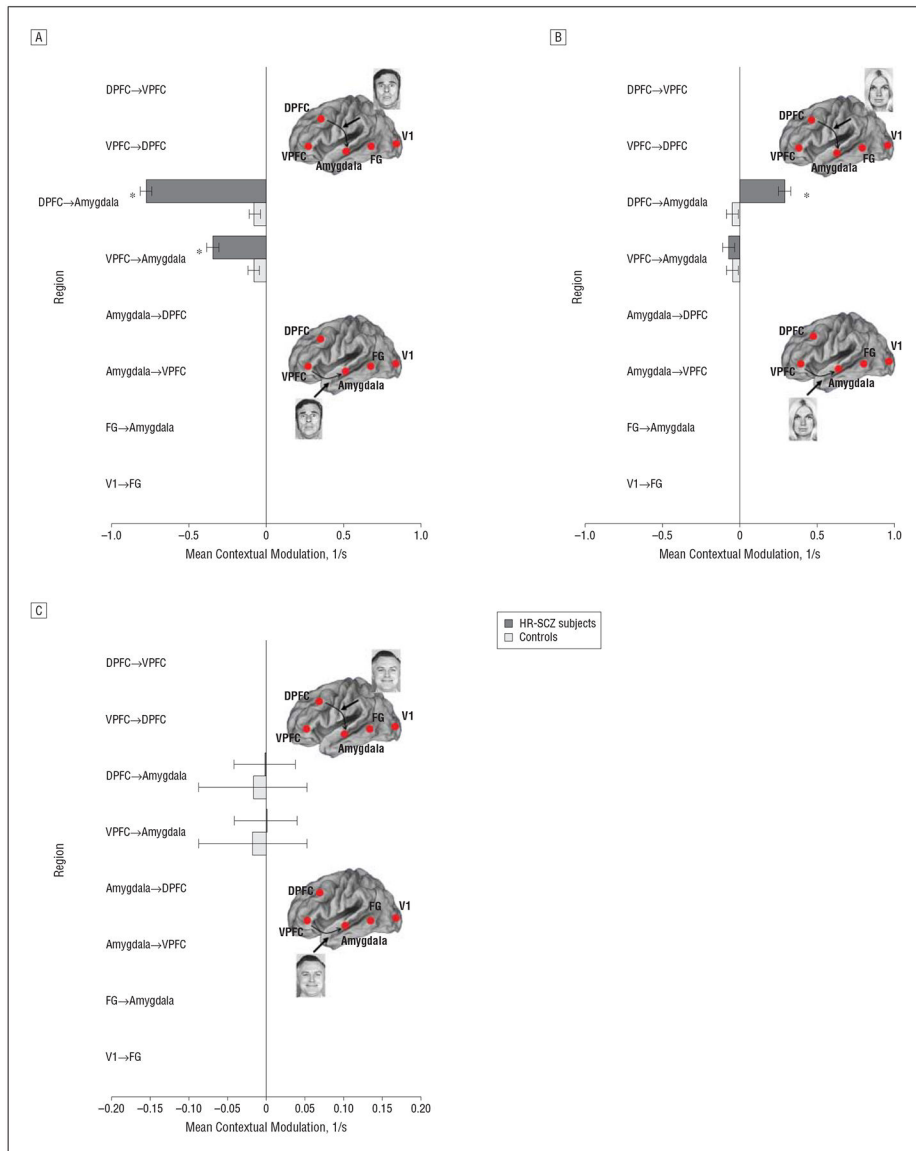 A
DPFC→VPFC
VPFC→DPFC
DPFC→Amygdala
*
VPFC→Amygdala
*
Amygdala→DPFC
Amygdala→VPFC
FG→Amygdala
V1→FG
Region
−1.0 −0.5 0 0.5 1.0
Mean Contextual Modulation, 1/s
DPFC
V1
VPFC
FG
Amygdala
DPFC
FG
V1
VPFC
Amygdala
B
DPFC→VPFC
VPFC→DPFC
DPFC→Amygdala
*
VPFC→Amygdala
Amygdala→DPFC
Amygdala→VPFC
FG→Amygdala
V1→FG
Region
−1.0 −0.5 0 0.5 1.0
Mean Contextual Modulation, 1/s
DPFC
V1
VPFC
FG
Amygdala
DPFC
V1
FG
VPFC
Amygdala
C
DPFC→VPFC
VPFC→DPFC
DPFC→Amygdala
VPFC→Amygdala
Amygdala→DPFC
Amygdala→VPFC
FG→Amygdala
V1→FG
Region
−0.20 −0.15 −0.10 −0.05 0 0.05 0.10 0.15 0.20
Mean Contextual Modulation, 1/s
DPFC
FG
V1
VPFC
Amygdala
DPFC
FG
V1
VPFC
Amygdala
HR-SCZ subjects
Controls